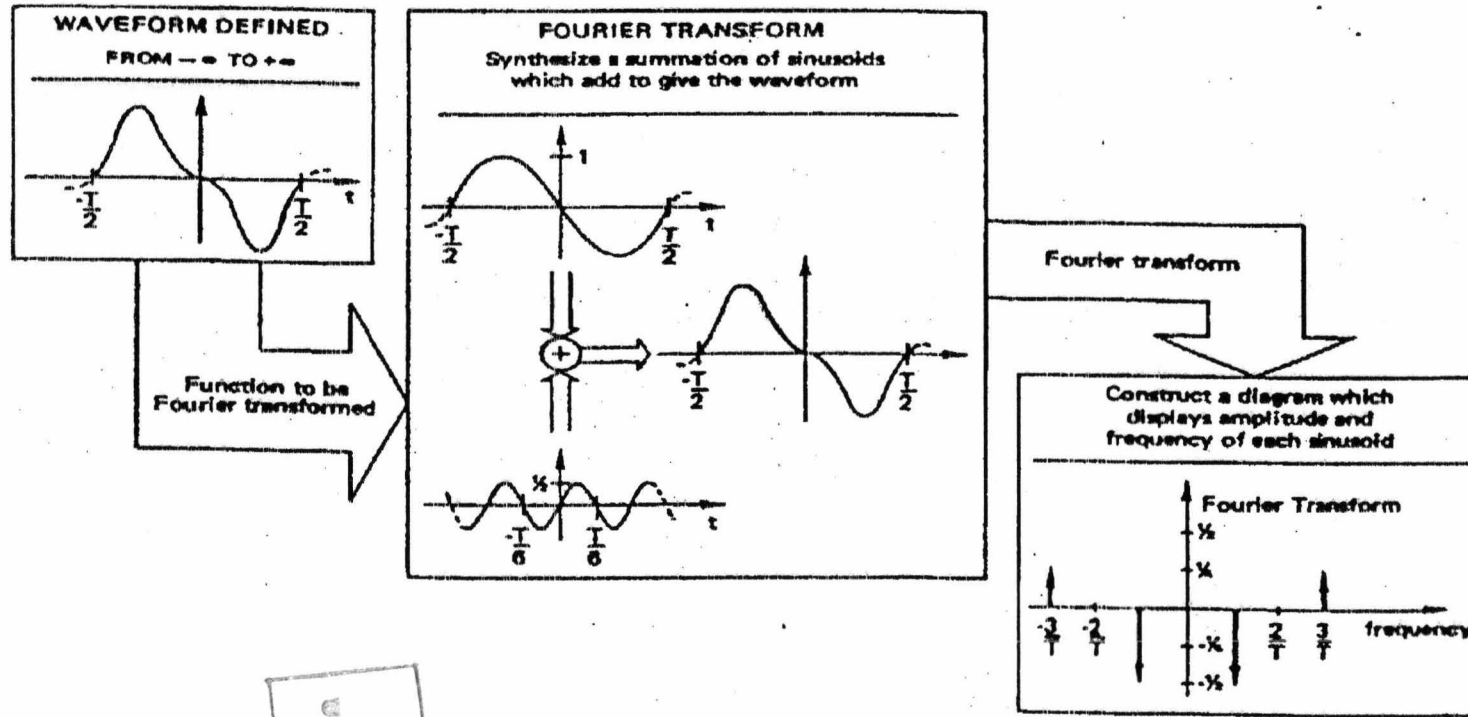 WAVEFORM DEFINED
FROM – ∞ TO + ∞
t
-T/2
T/2
Function to be
Fourier transformed
FOURIER TRANSFORM
Synthesize a summation of sinusoids
which add to give the waveform
1
t
-T/2
T/2
-T/2
T/2
½
t
-T/6
T/6
Fourier transform
Construct a diagram which
displays amplitude and
frequency of each sinusoid
Fourier Transform
½
¼
-3/T
-2/T
2/T
3/T
frequency
-¼
-½